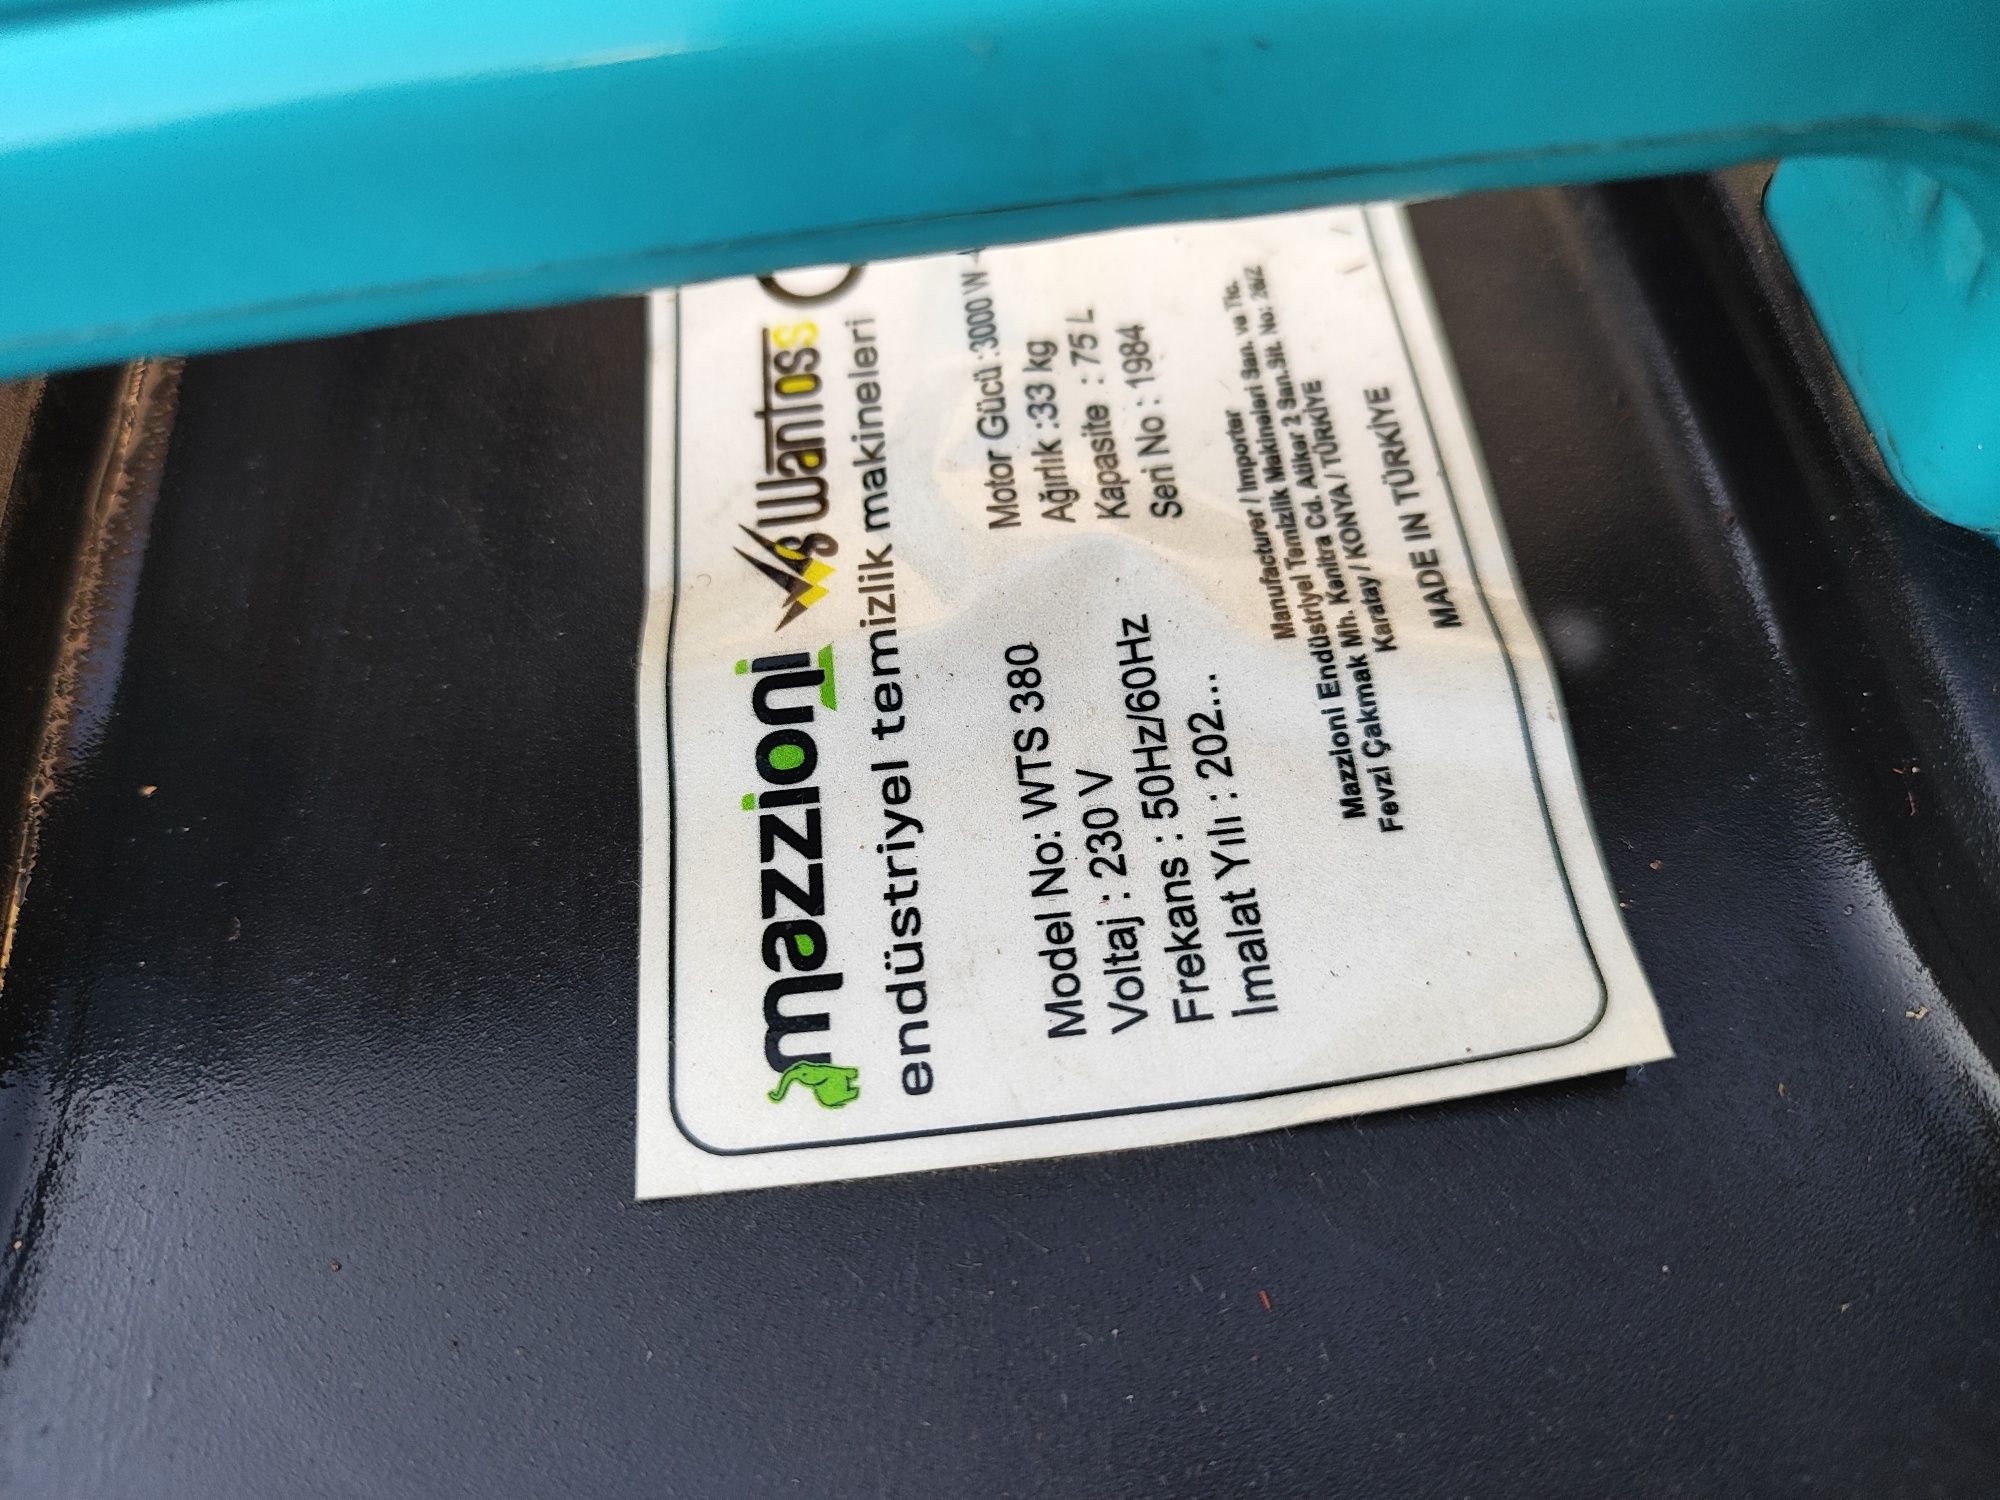 mazzioni Wantoss
endüstriyel temizlik makineleri
Model No: WTS 380
Voltaj : 230 V
Frekans : 50Hz/60Hz
İmalat Yılı : 202...
Motor Gücü :3000 W
Ağırlık :33 kg
Kapasite : 75 L
Seri No : 1984
Manufacturer / Importer
Mazzioni Endüstriyel Temizlik Makineleri San. ve Tic.
Fevzi Çakmak Mh. Kenitra Cd. Atiker 2 San.Sit. No: 26/Z
Karatay / KONYA / TÜRKİYE
MADE IN TÜRKİYE